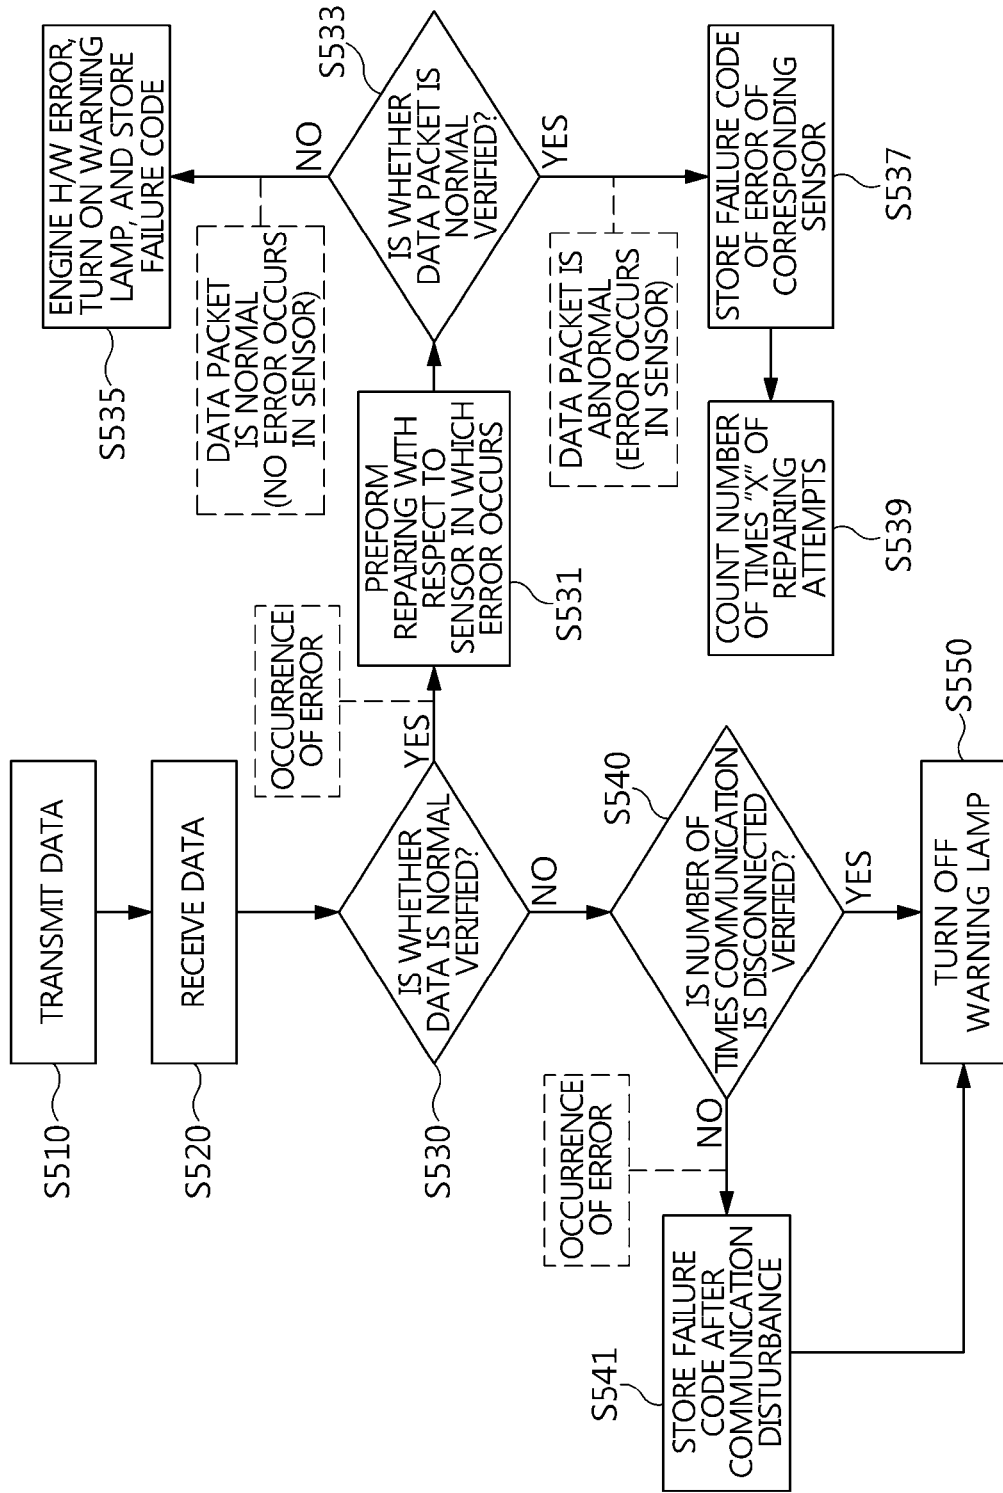 TRANSMIT DATA
S510
RECEIVE DATA
S520
IS WHETHER
DATA IS NORMAL
VERIFIED?
S530
YES
OCCURRENCE
OF ERROR
PREFORM
REPAIRING WITH
RESPECT TO
SENSOR IN WHICH
ERROR OCCURS
S531
IS WHETHER
DATA PACKET IS
NORMAL
VERIFIED?
S533
NO
DATA PACKET
IS NORMAL
(NO ERROR OCCURS
IN SENSOR)
ENGINE H/W ERROR,
TURN ON WARNING
LAMP, AND STORE
FAILURE CODE
S535
YES
DATA PACKET IS
ABNORMAL
(ERROR OCCURS
IN SENSOR)
STORE FAILURE CODE
OF ERROR OF
CORRESPONDING
SENSOR
S537
COUNT NUMBER
OF TIMES "X" OF
REPAIRING
ATTEMPTS
S539
NO
IS NUMBER OF
TIMES COMMUNICATION
IS DISCONNECTED
VERIFIED?
S540
NO
OCCURRENCE
OF ERROR
STORE FAILURE
CODE AFTER
COMMUNICATION
DISTURBANCE
S541
YES
TURN OFF
WARNING LAMP
S550